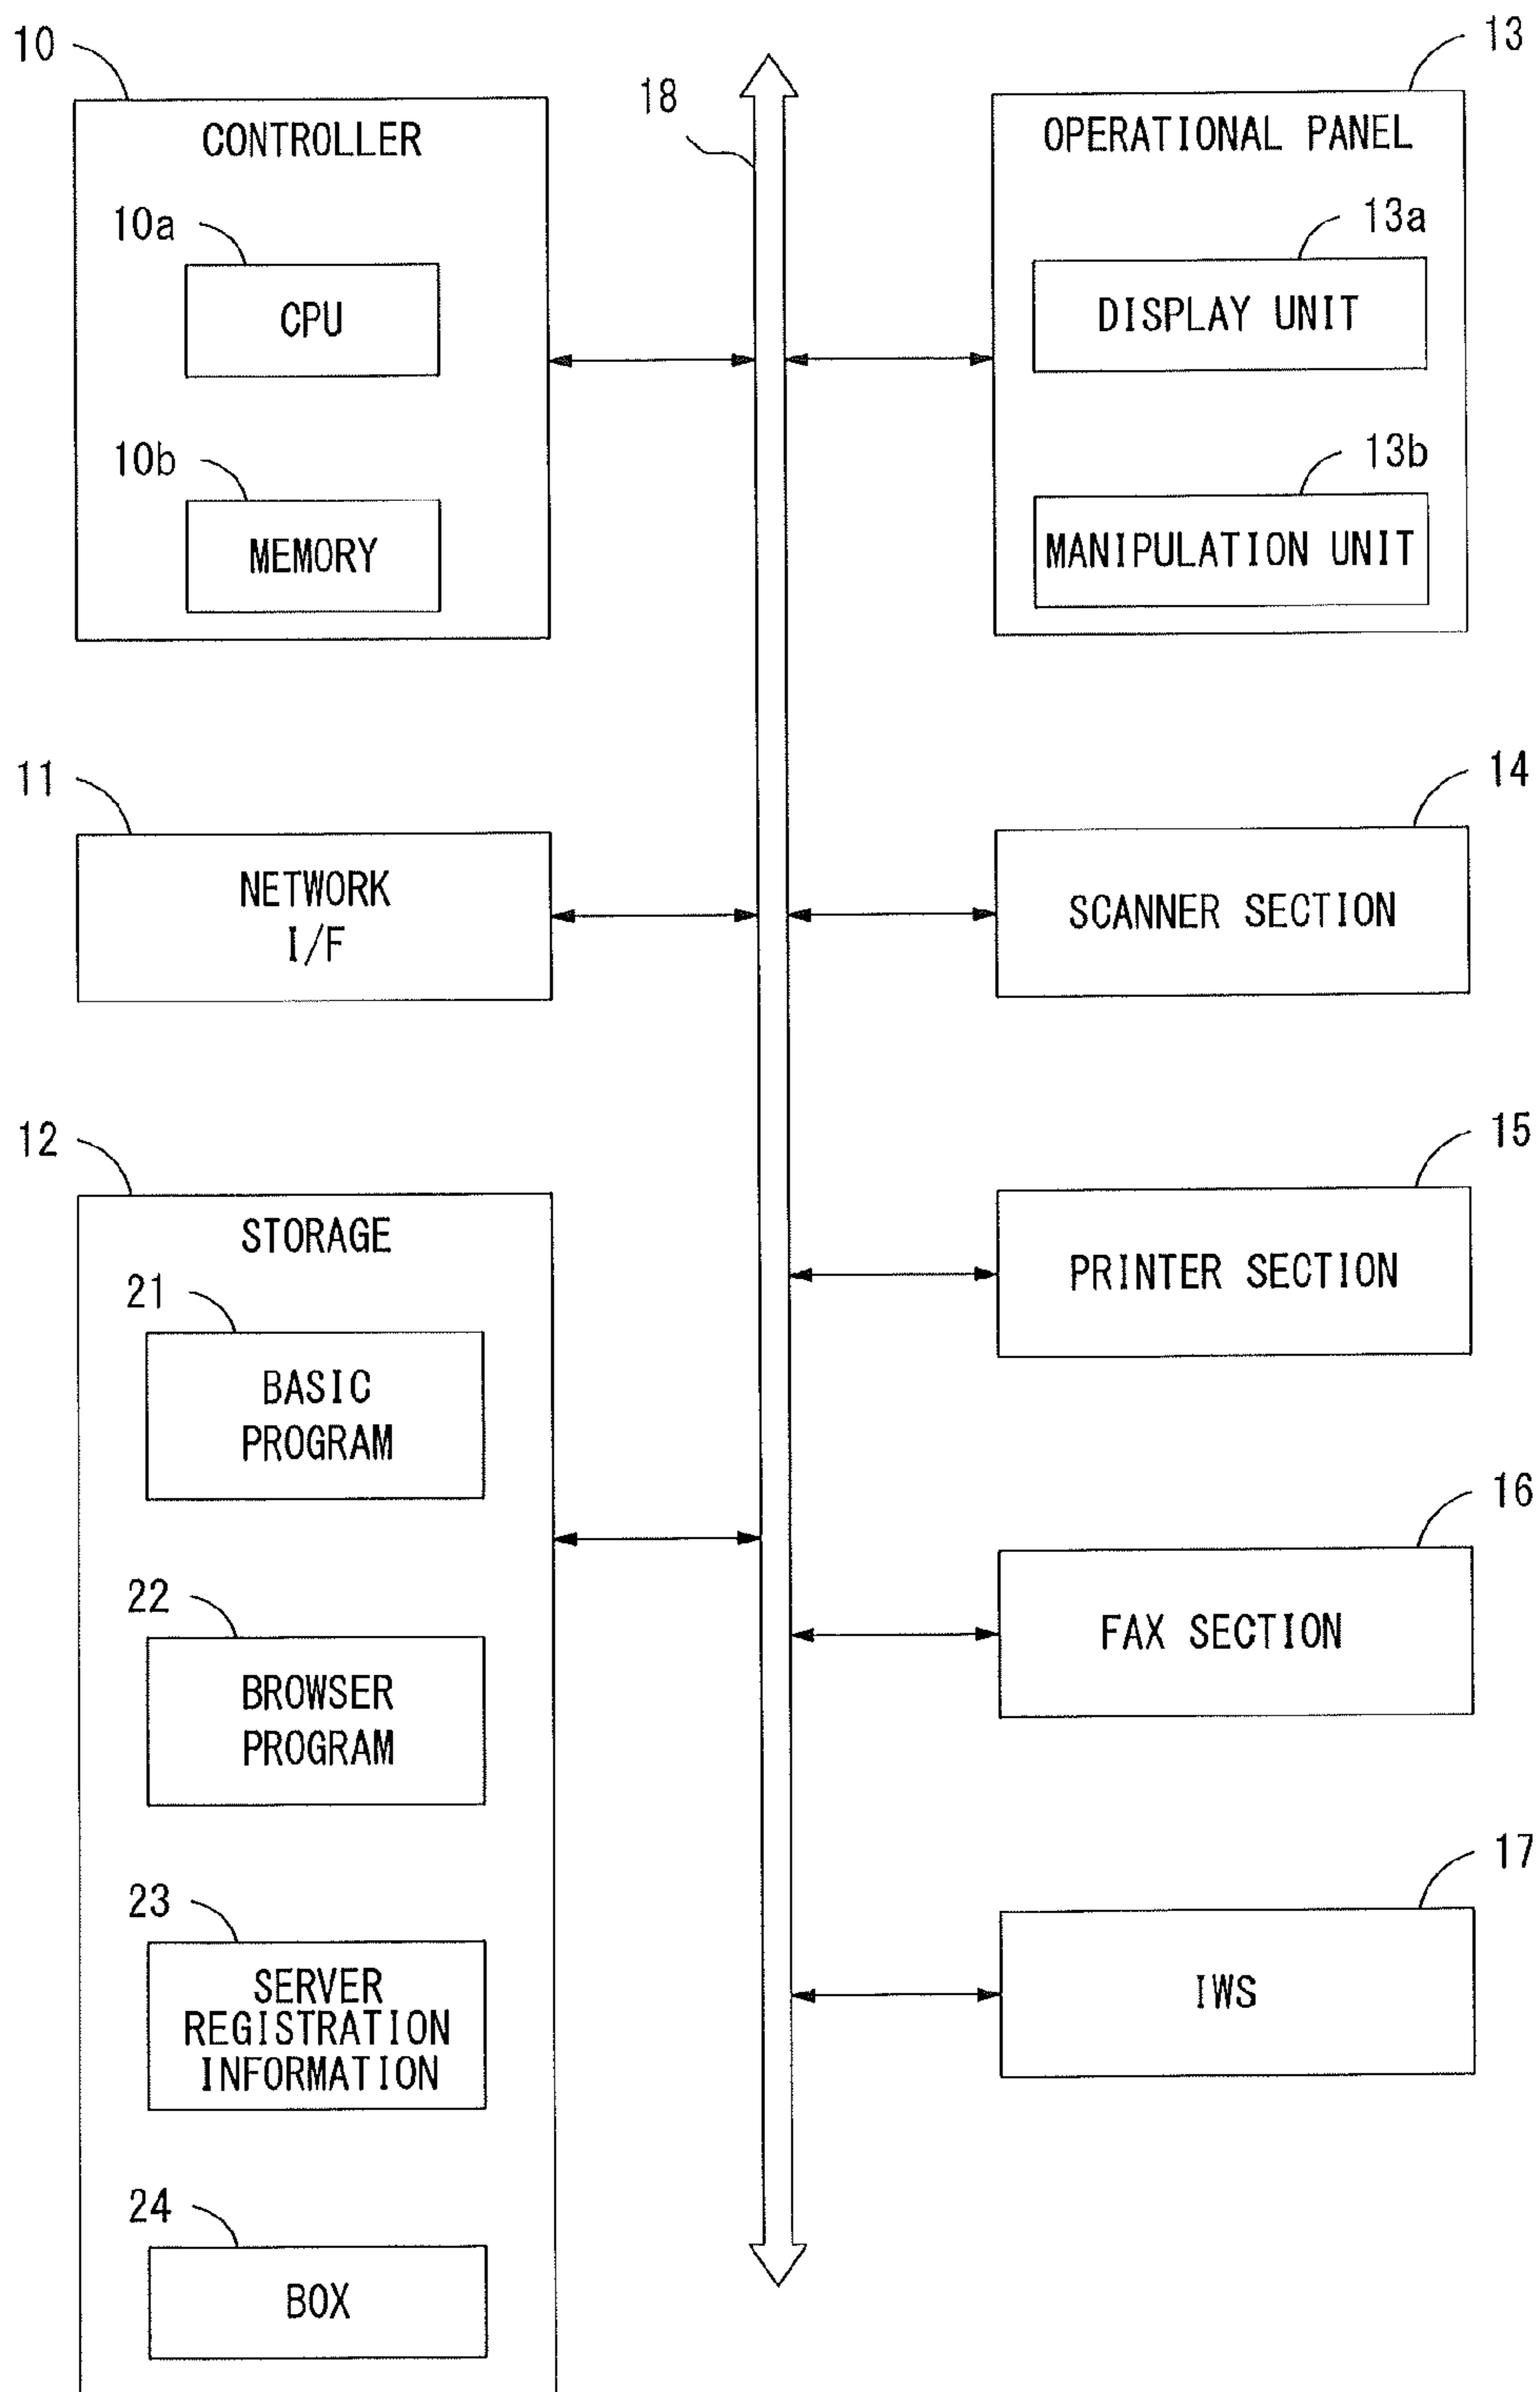 10
CONTROLLER
10a
CPU
10b
MEMORY
11
NETWORK
I/F
12
STORAGE
21
BASIC
PROGRAM
22
BROWSER
PROGRAM
23
SERVER
REGISTRATION
INFORMATION
24
BOX
18
13
OPERATIONAL PANEL
13a
DISPLAY UNIT
13b
MANIPULATION UNIT
14
SCANNER SECTION
15
PRINTER SECTION
16
FAX SECTION
17
IWS